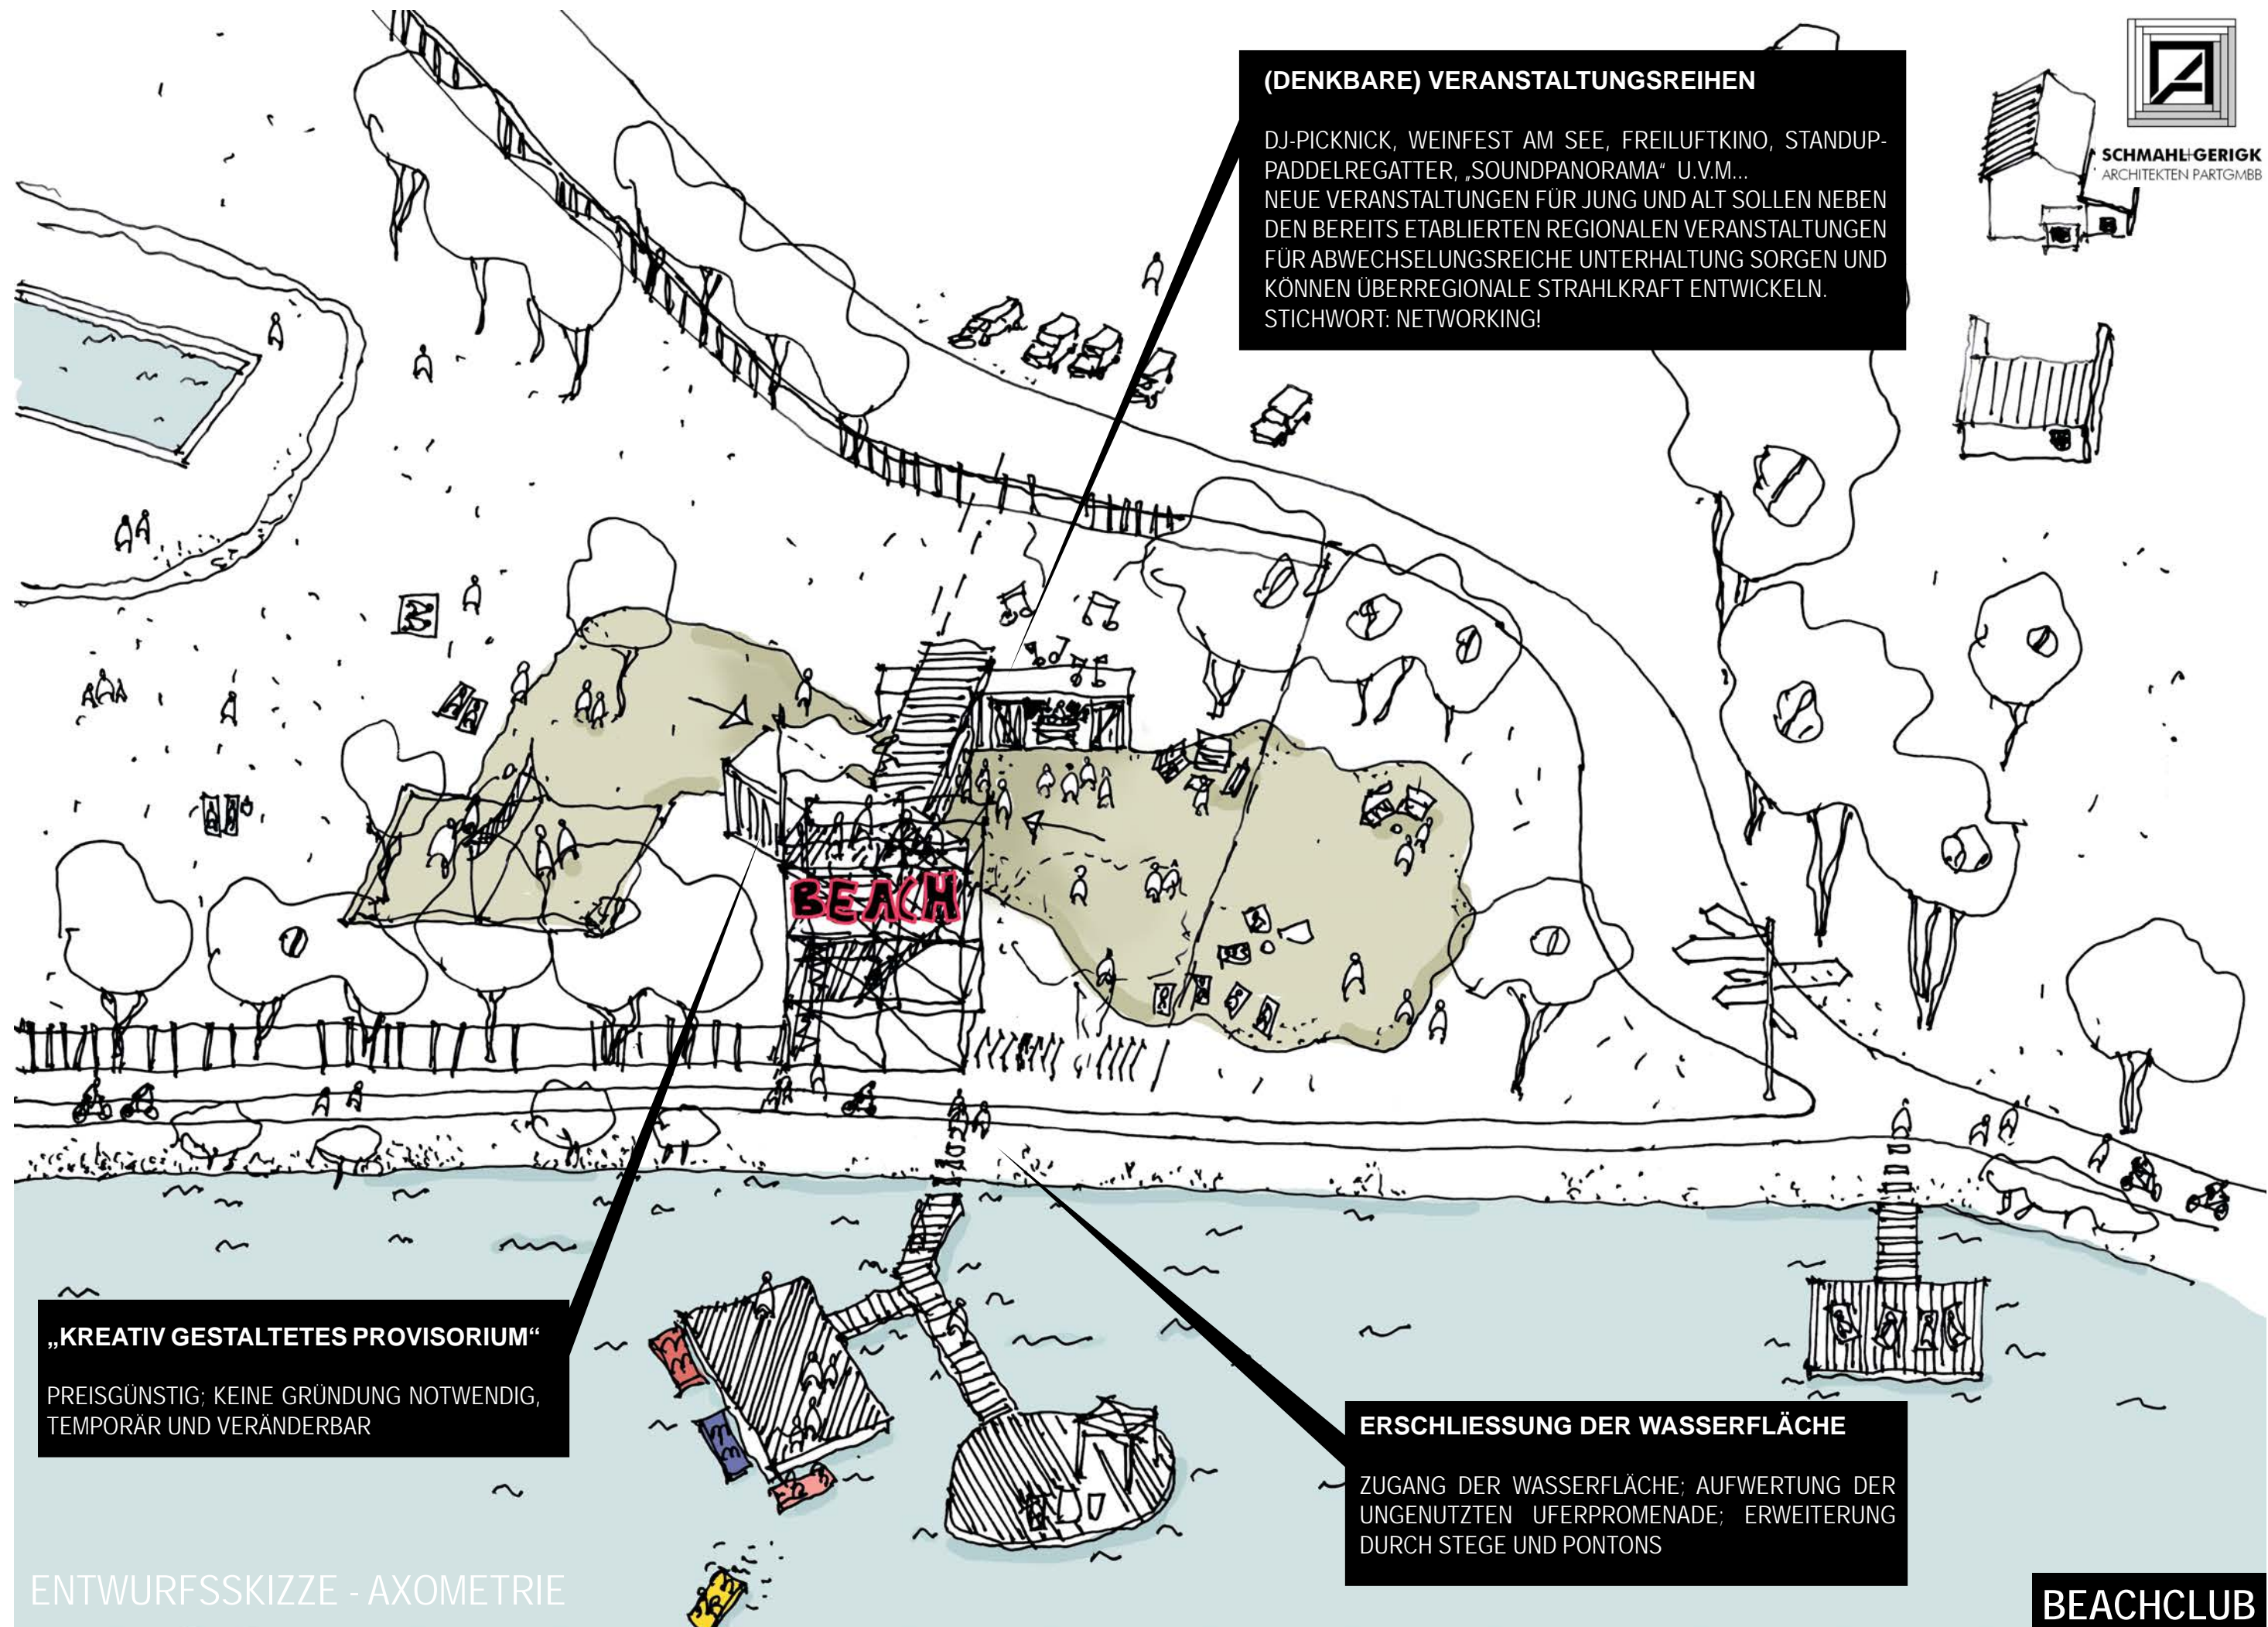 (DENKBARE) VERANSTALTUNGSREIHEN
DJ-PICKNICK, WEINFEST AM SEE, FREILUFTKINO, STANDUP-
PADDELREGATTER, „SOUNDPANORAMA“ U.V.M...
NEUE VERANSTALTUNGEN FÜR JUNG UND ALT SOLLEN NEBEN
DEN BEREITS ETABLIERTEN REGIONALEN VERANSTALTUNGEN
FÜR ABWECHSELUNGSREICHE UNTERHALTUNG SORGEN UND
KÖNNEN ÜBERREGIONALE STRAHLKRAFT ENTWICKELN.
STICHWORT: NETWORKING!
SCHMAHL+GERIGK
ARCHITEKTEN PARTGMBB
BEACH
„KREATIV GESTALTETES PROVISORIUM“
PREISGÜNSTIG; KEINE GRÜNDUNG NOTWENDIG,
TEMPORÄR UND VERÄNDERBAR
ERSCHLIESSUNG DER WASSERFLÄCHE
ZUGANG DER WASSERFLÄCHE; AUFWERTUNG DER
UNGENUTZTEN UFERPROMENADE; ERWEITERUNG
DURCH STEGE UND PONTONS
ENTWURFSSKIZZE - AXOMETRIE
BEACHCLUB